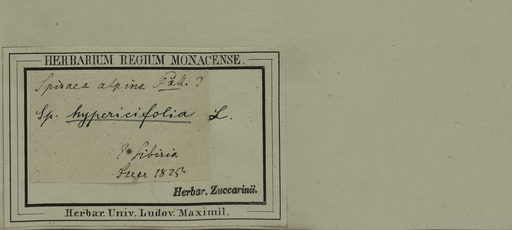 HERBARIUM REGIUM MONACENSE.
Spiraea alpina Pall. ?
Sp. hypericifolia L.
Sibiria
1825
Herbar. Zuccarinii.
Herbar. Univ. Ludov. Maximil.